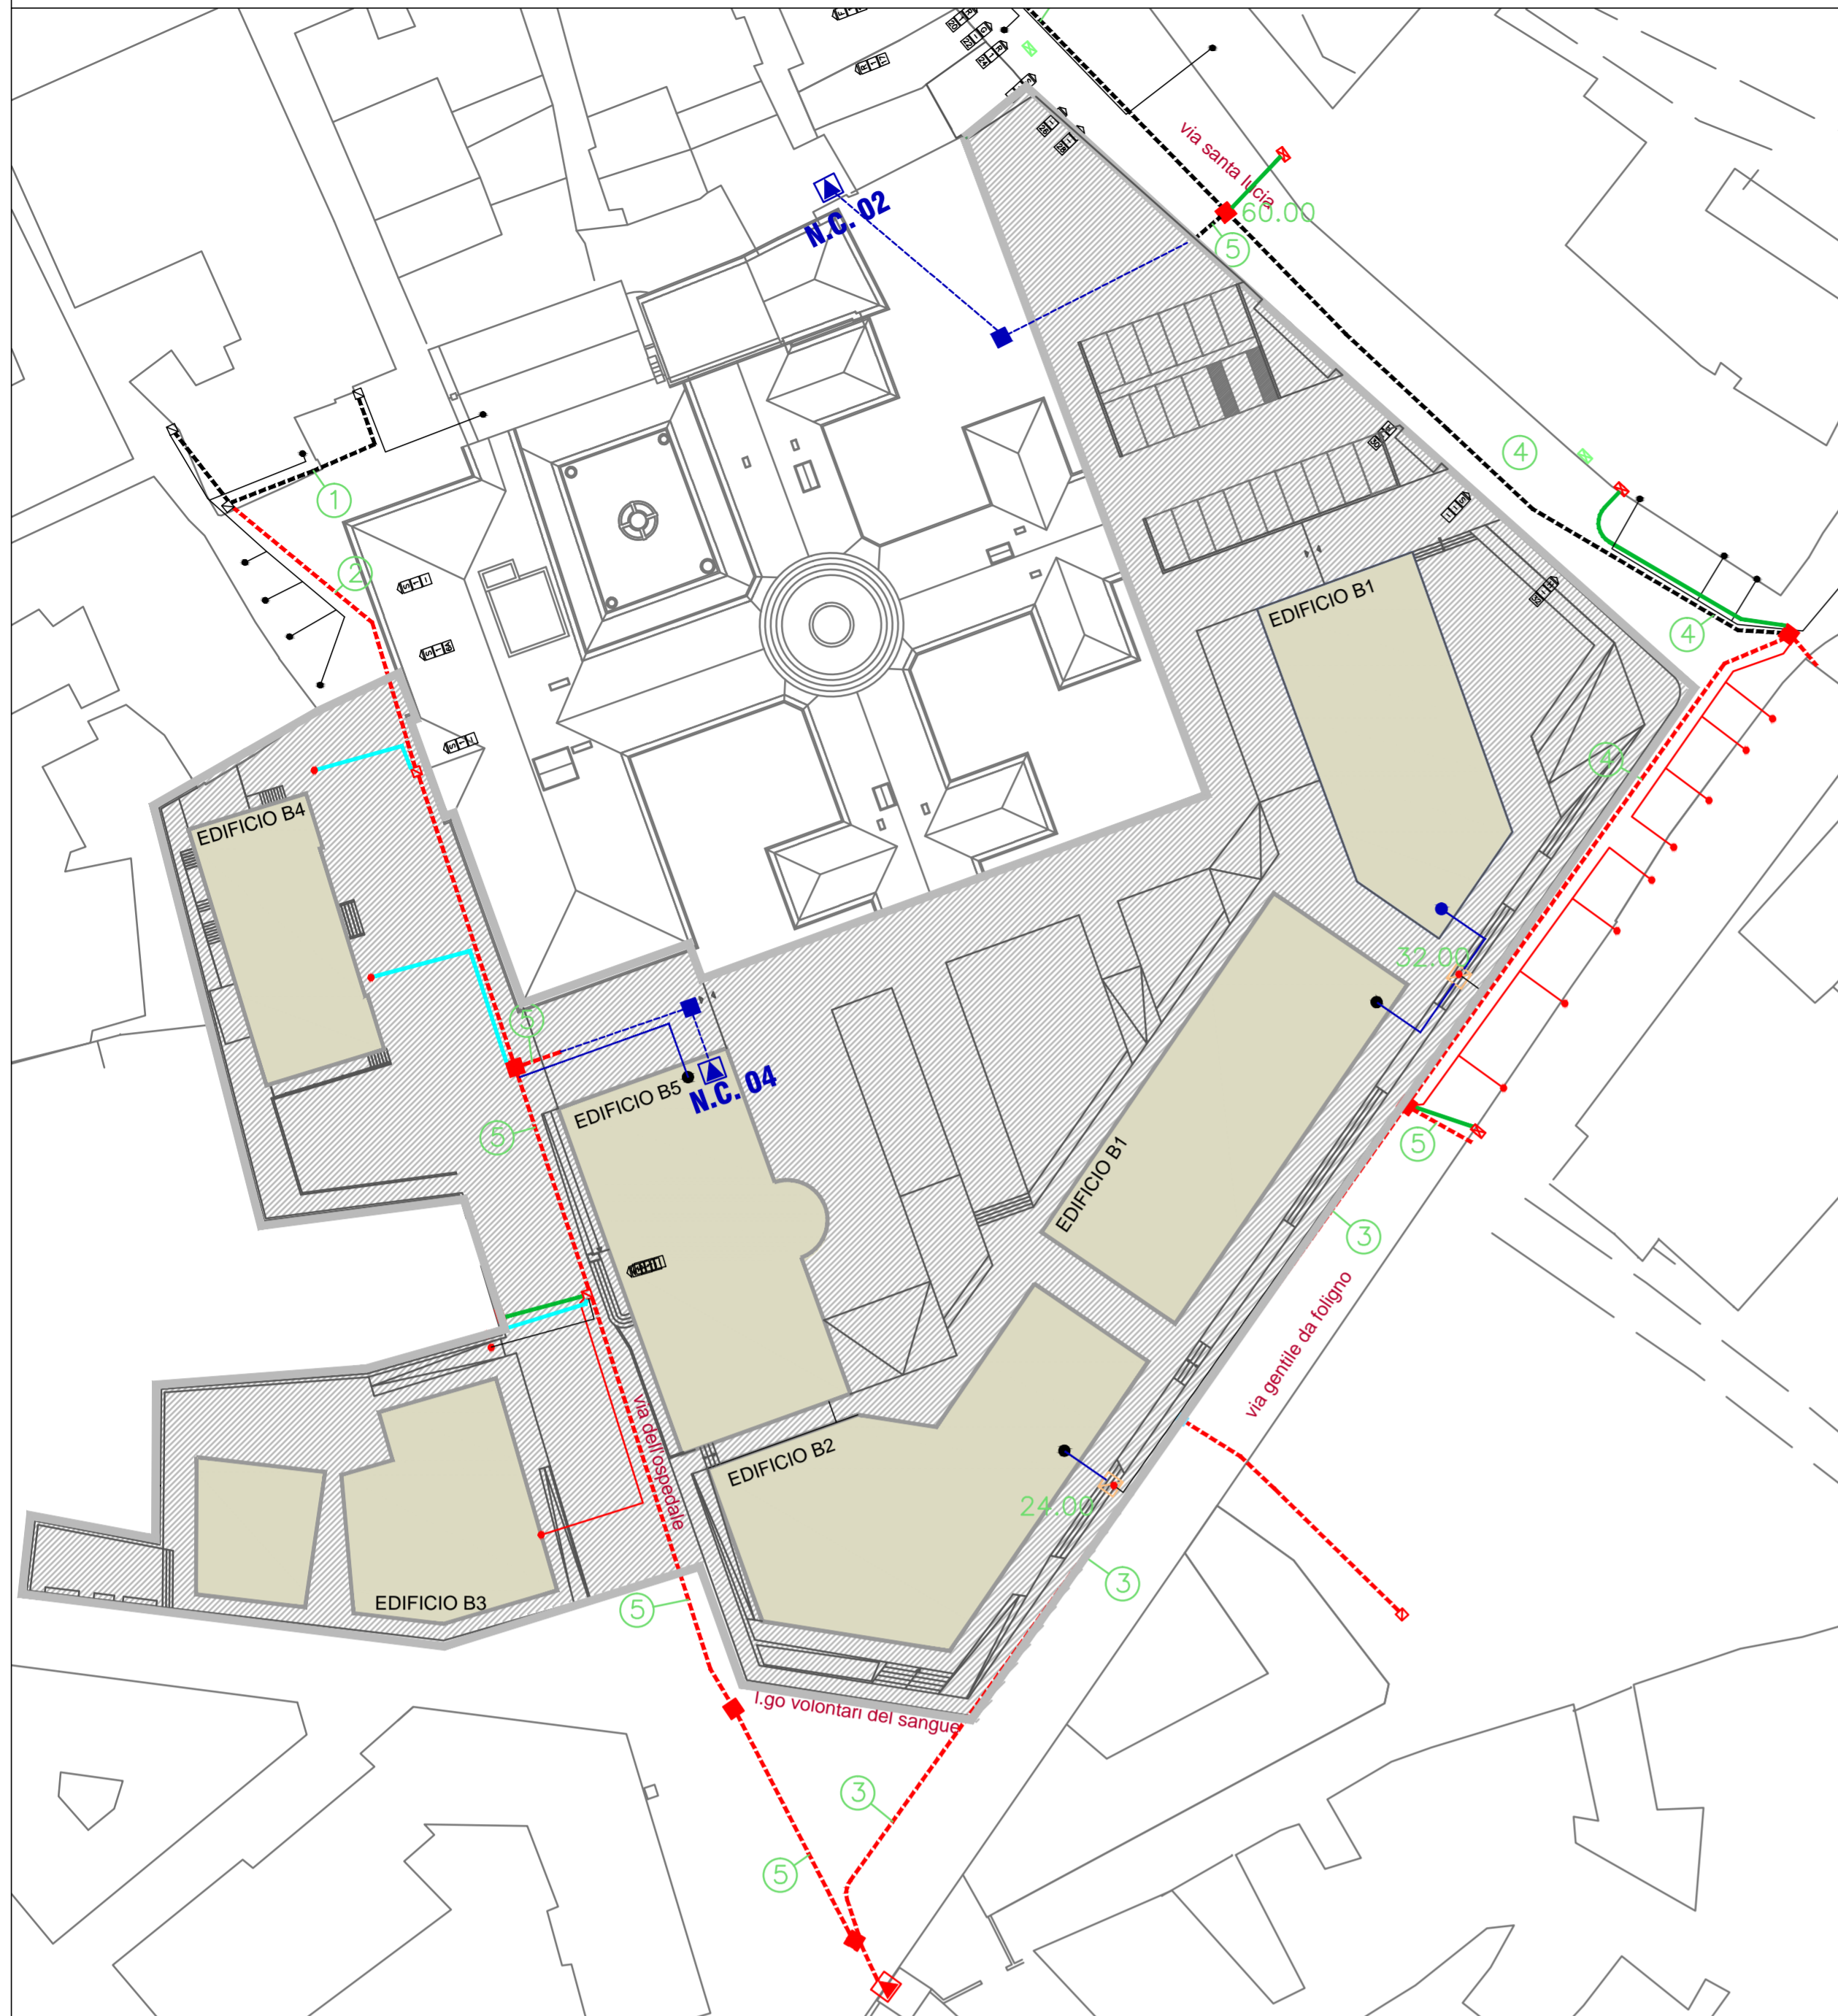 via santa lucia
60.00
5
N.C. 02
4
1
2
EDIFICIO B1
4
4
EDIFICIO B4
32.00
5
N.C. 04
EDIFICIO B5
5
5
EDIFICIO B1
3
via gentile da foligno
via dell'ospedale
EDIFICIO B2
24.00
3
EDIFICIO B3
5
l.go volontari del sangue
3
5